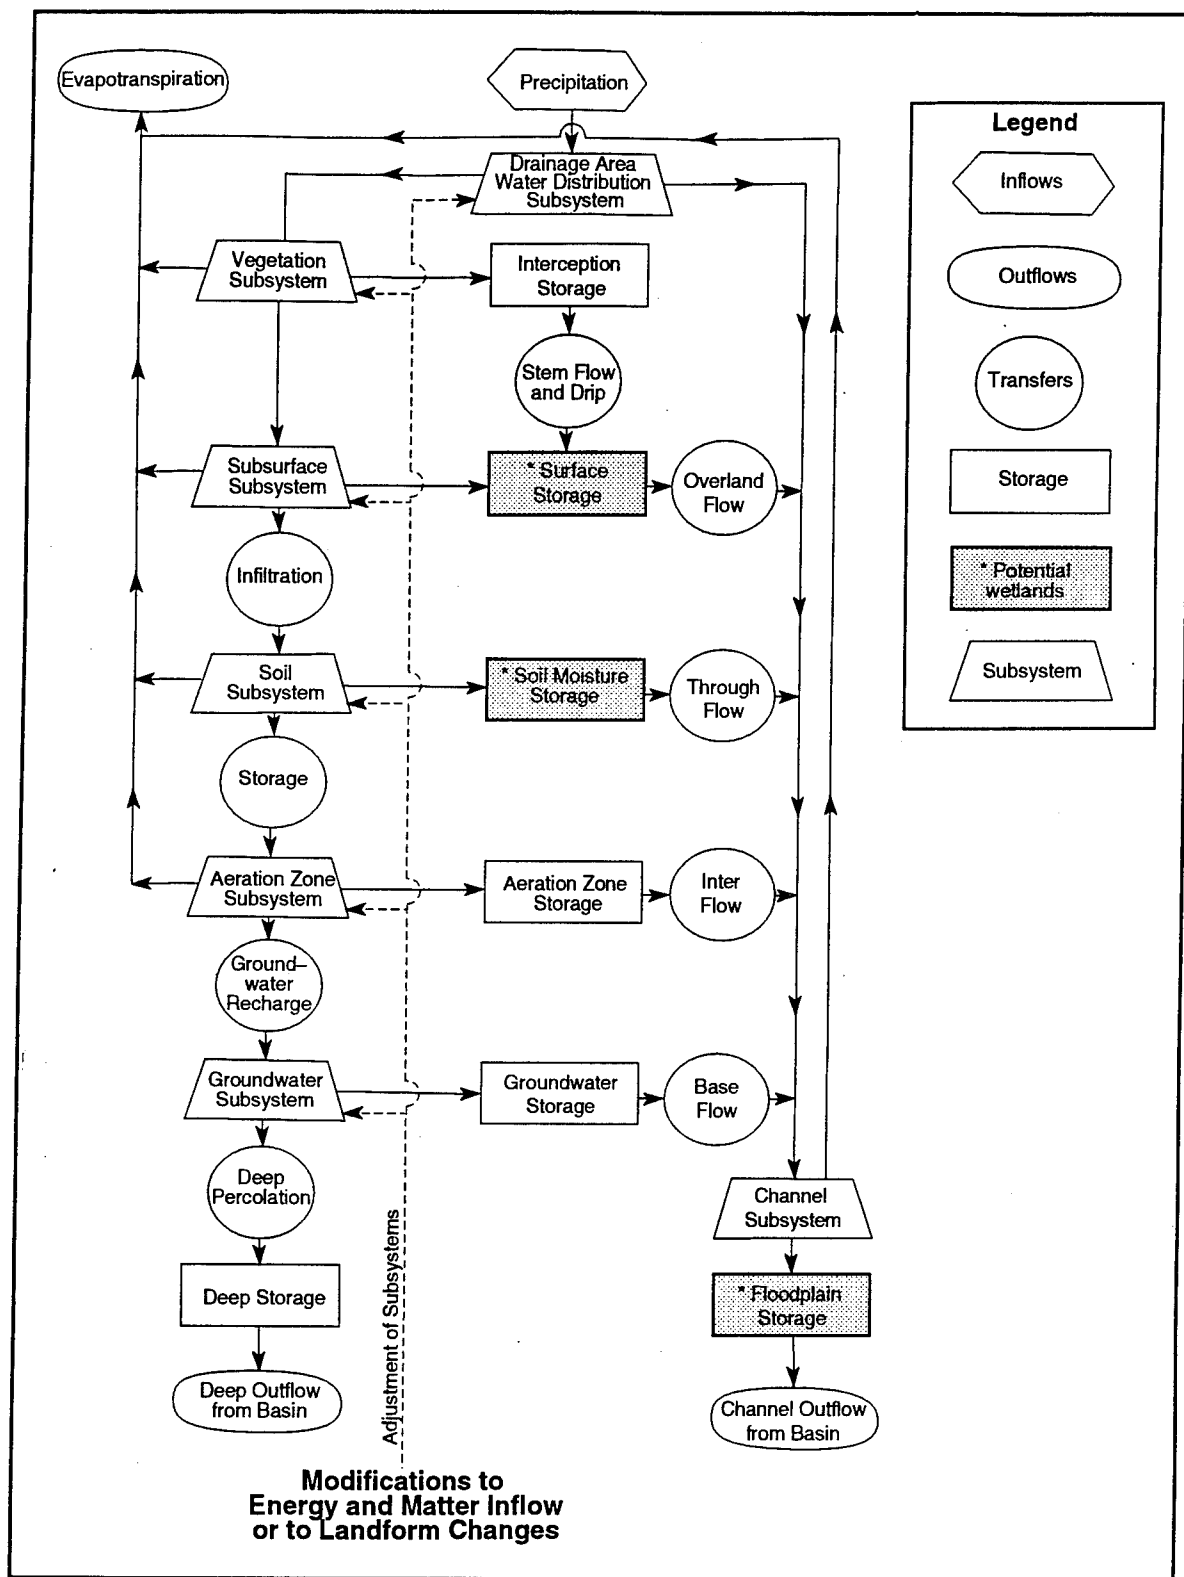 Evapotranspiration
Precipitation
Legend
Drainage Area
Water Distribution
Subsystem
Inflows
Vegetation
Subsystem
Interception
Storage
Outflows
Stem Flow
and Drip
Transfers
Subsurface
Subsystem
* Surface
Storage
Overland
Flow
Storage
Infiltration
* Potential
wetlands
Soil
Subsystem
* Soil Moisture
Storage
Through
Flow
Subsystem
Storage
Aeration Zone
Subsystem
Aeration Zone
Storage
Inter
Flow
Ground–
water
Recharge
Groundwater
Subsystem
Groundwater
Storage
Base
Flow
Deep
Percolation
Channel
Subsystem
Deep Storage
* Floodplain
Storage
Adjustment of Subsystems
Deep Outflow
from Basin
Channel Outflow
from Basin
Modifications to
Energy and Matter Inflow
or to Landform Changes